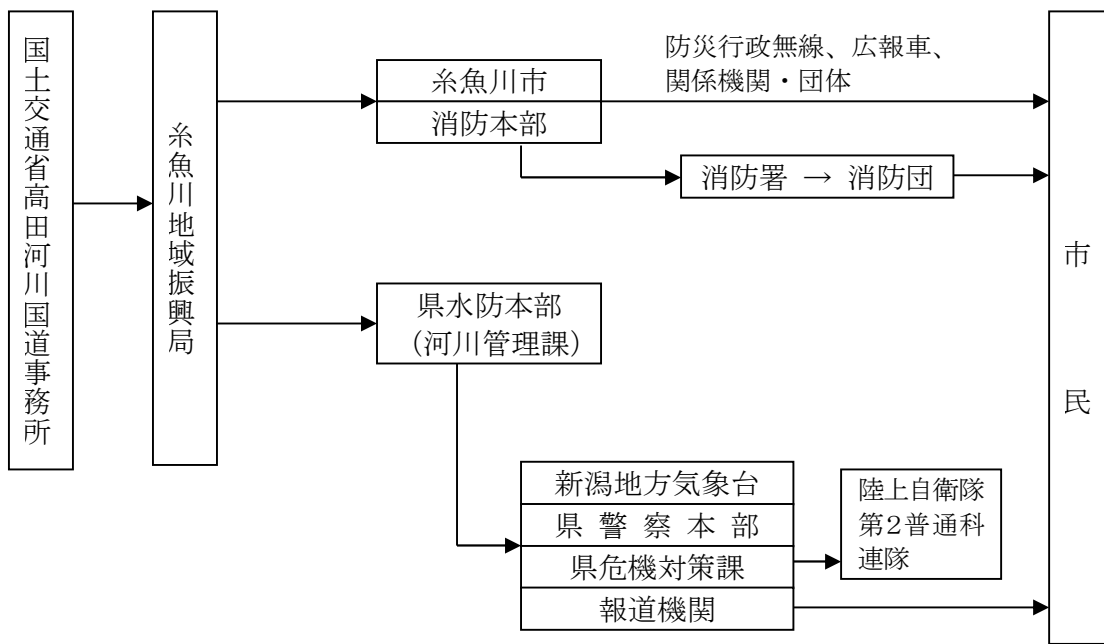 国土交通省高田河川国道事務所
糸魚川地域振興局
糸魚川市
消防本部
防災行政無線、広報車、
関係機関・団体
消防署 → 消防団
県水防本部
（河川管理課）
新潟地方気象台
県 警 察 本 部
県危機対策課
報道機関
陸上自衛隊
第2普通科
連隊
市民